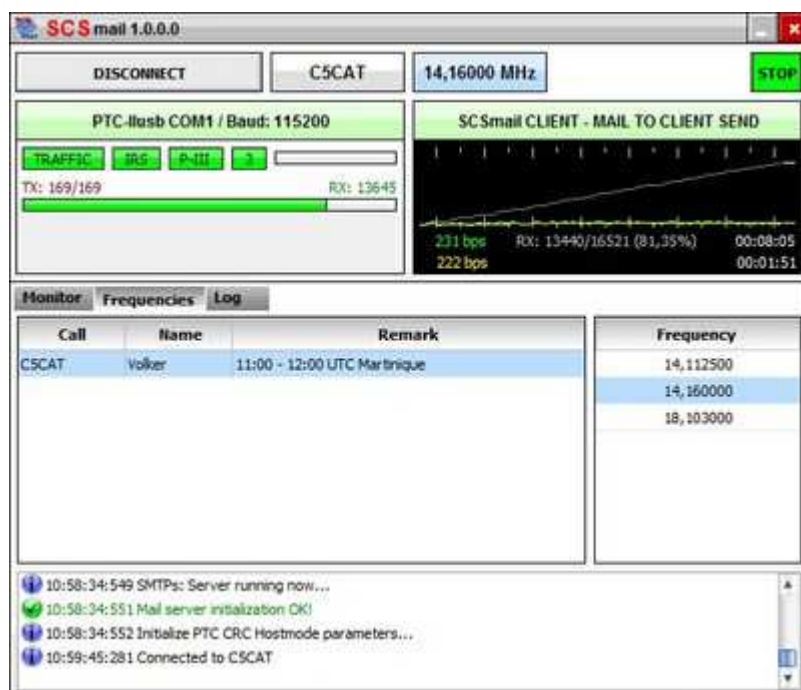 SCSmail 1.0.0.0
DISCONNECT
C5CAT
14,16000 MHz
STOP
PTC-IIusb COM1 / Baud: 115200
SCSmail CLIENT - MAIL TO CLIENT SEND
TRAFFIC IRS P-III 3
TX: 169/169 RX: 13645
231 bps RX: 13440/16521 (81,35%) 00:08:05
222 bps 00:01:51
Monitor Frequencies Log
Call Name Remark Frequency
C5CAT Volker 11:00 - 12:00 UTC Martinique 14,112500
14,160000
18,103000
10:58:34:549 SMTPs: Server running now...
10:58:34:551 Mail server initialization OK!
10:58:34:552 Initialize PTC CRC Hostmode parameters...
10:59:45:281 Connected to C5CAT